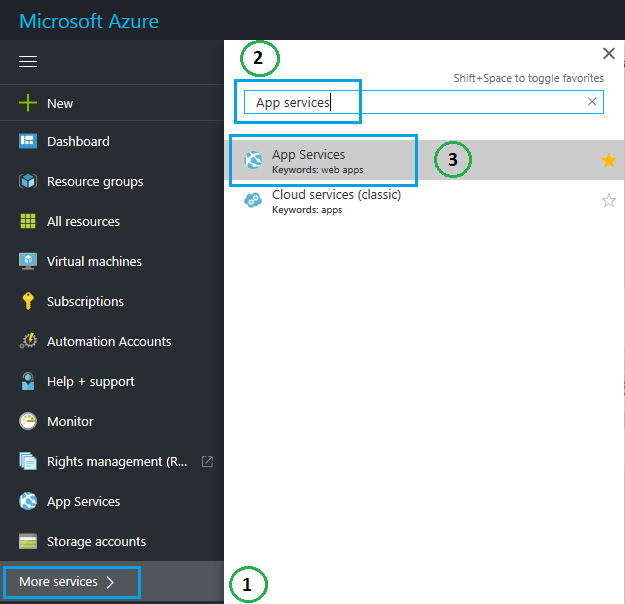 Microsoft Azure
New
Dashboard
Resource groups
All resources
Virtual machines
Subscriptions
Automation Accounts
Help + support
Monitor
Rights management (R...
App Services
Storage accounts
More services
1
2
Shift+Space to toggle favorites
App services
App Services
Keywords: web apps
3
Cloud services (classic)
Keywords: apps